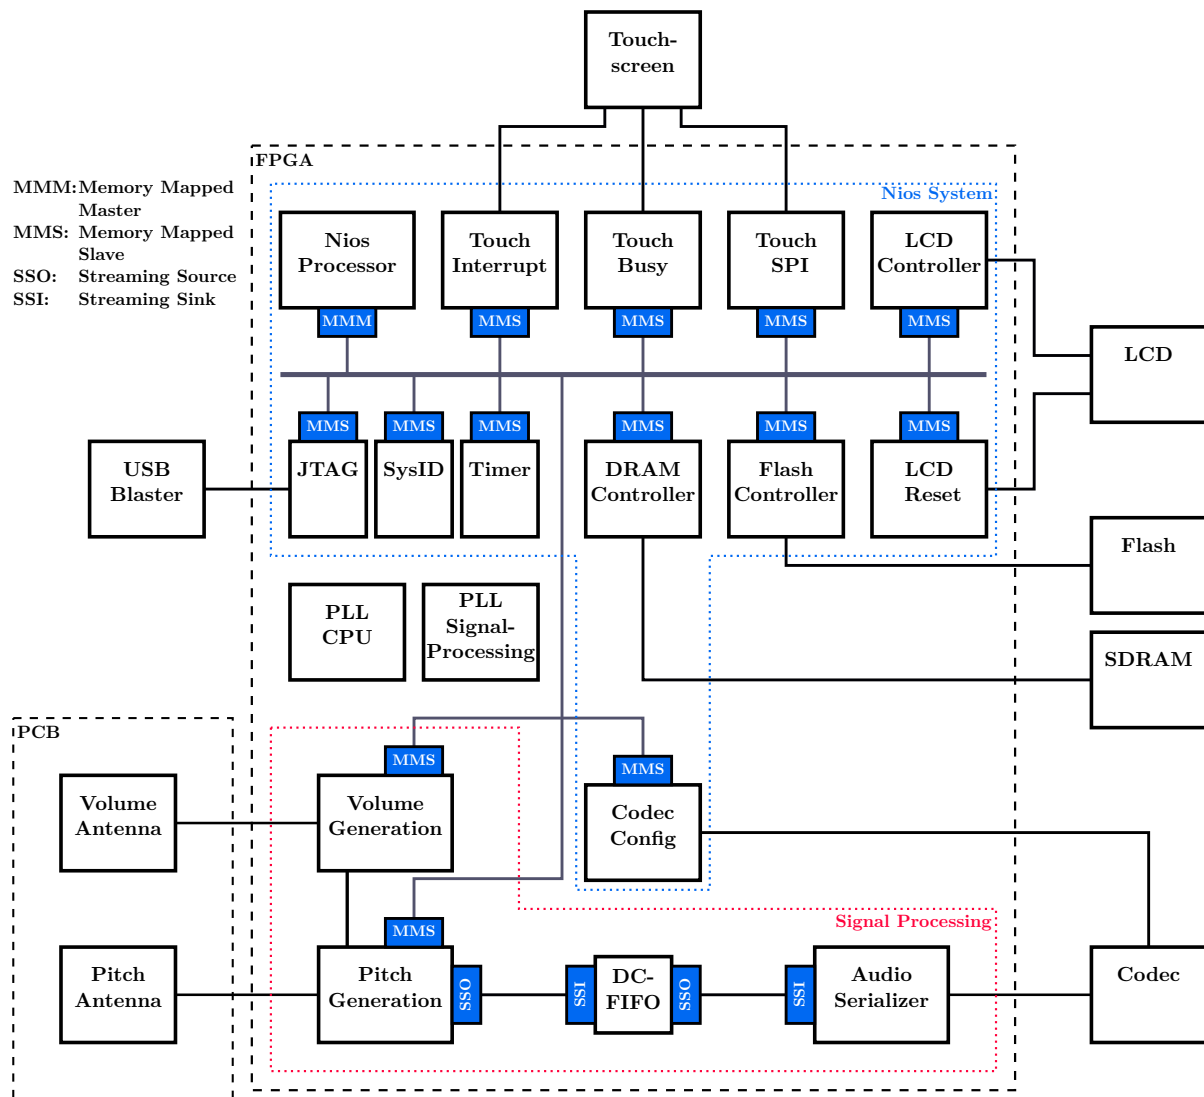 Touch-
screen
FPGA
MMM: Memory Mapped
Master
MMS: Memory Mapped
Slave
SSO: Streaming Source
SSI: Streaming Sink
Nios System
Nios
Processor
Touch
Interrupt
Touch
Busy
Touch
SPI
LCD
Controller
MMM
MMS
MMS
MMS
MMS
LCD
MMS
MMS
MMS
MMS
MMS
MMS
USB
Blaster
JTAG
SysID
Timer
DRAM
Controller
Flash
Controller
LCD
Reset
Flash
PLL
CPU
PLL
Signal-
Processing
SDRAM
PCB
MMS
MMS
Volume
Antenna
Volume
Generation
Codec
Config
Signal Processing
MMS
Pitch
Antenna
Pitch
Generation
SSO
SSI
DC-
FIFO
SSO
SSI
Audio
Serializer
Codec